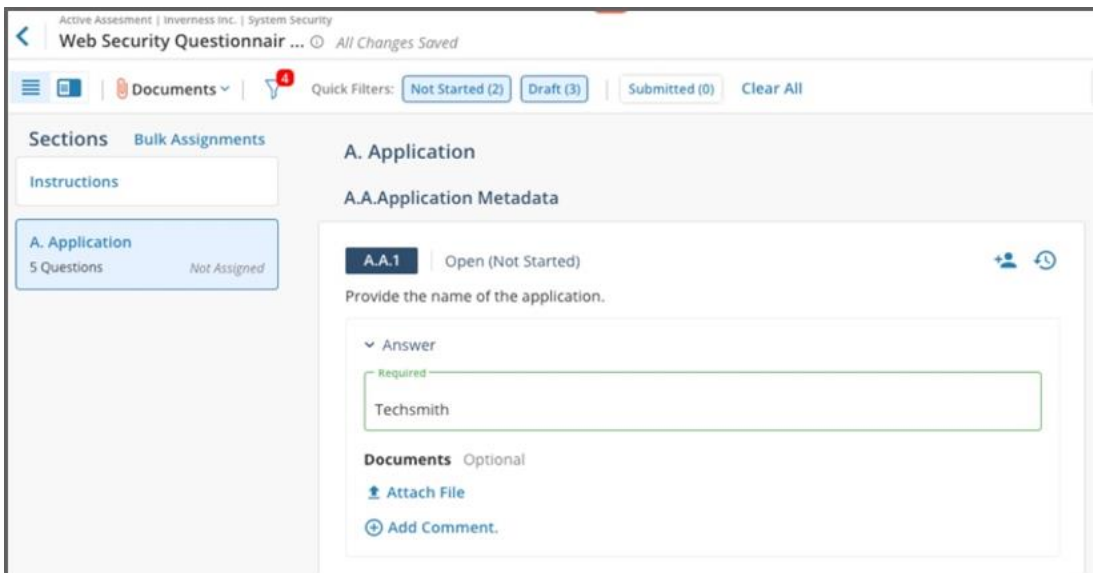 Active Assesment | Inverness Inc. | System Security
Web Security Questionnair ... All Changes Saved
Documents 4 Quick Filters: Not Started (2) Draft (3) Submitted (0) Clear All
Sections Bulk Assignments
Instructions
A. Application
5 Questions Not Assigned
A. Application
A.A.Application Metadata
A.A.1 Open (Not Started)
Provide the name of the application.
Answer
Required
Techsmith
Documents Optional
Attach File
Add Comment.